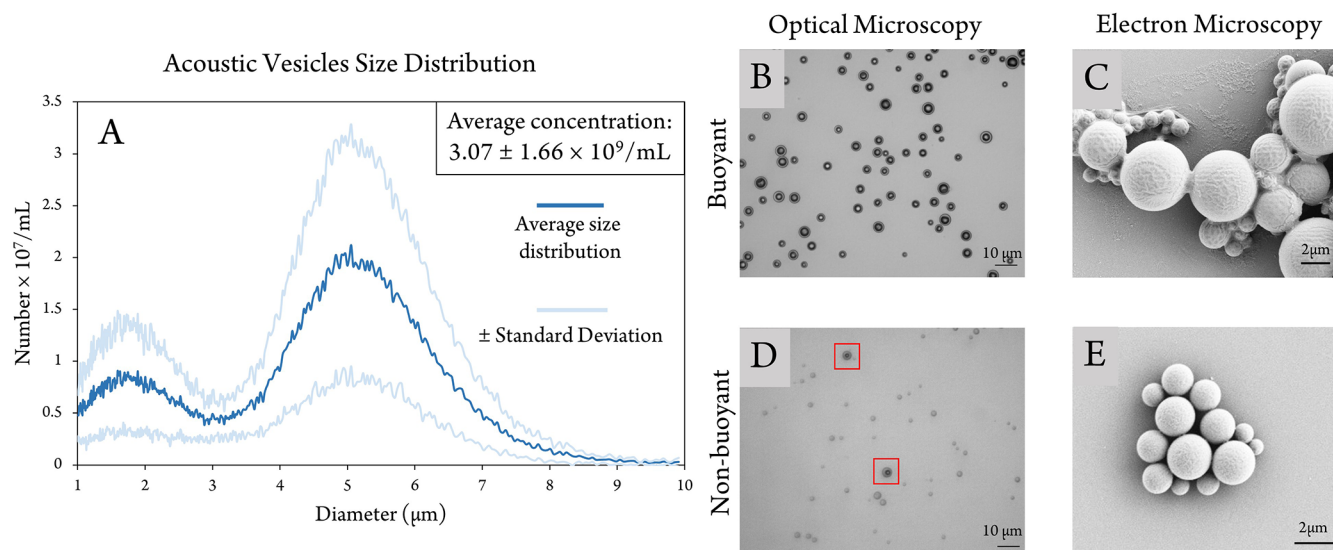 Acoustic Vesicles Size Distribution
A
Average concentration:
3.07 ± 1.66 × 10⁹/mL
Average size
distribution
± Standard Deviation
Number × 10⁷/mL
3.5
3
2.5
2
1.5
1
0.5
0
1 2 3 4 5 6 7 8 9 10
Diameter (μm)
Optical Microscopy
Electron Microscopy
Buoyant
B
10 μm
C
2μm
Non-buoyant
D
10 μm
E
2μm